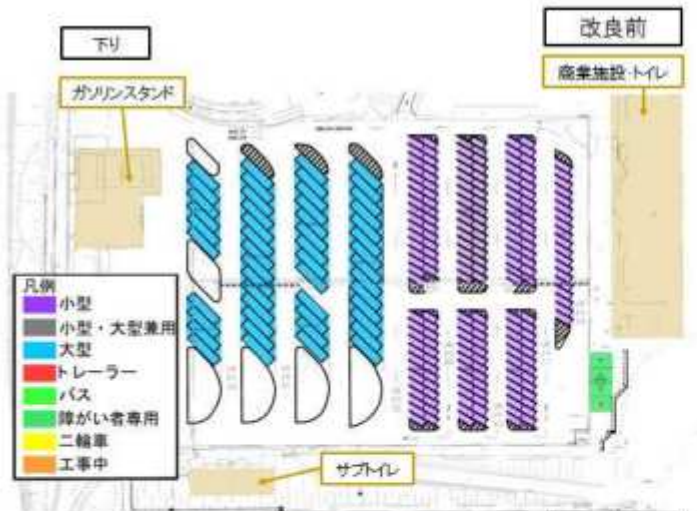 下り
改良前
ガソリンスタンド
商業施設・トイレ
凡例
小型
小型・大型兼用
大型
トレーラー
バス
障がい者専用
二輪車
工事中
サブトイレ